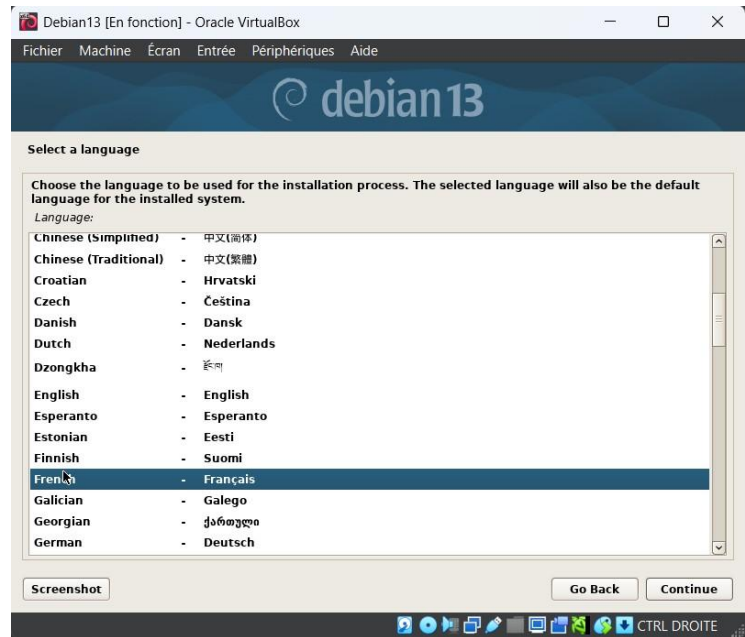 Debian13 [En fonction] - Oracle VirtualBox
Fichier Machine Écran Entrée Périphériques Aide
debian 13
Select a language
Choose the language to be used for the installation process. The selected language will also be the default
language for the installed system.
Language:
Chinese (Simplified) - 中文(简体)
Chinese (Traditional) - 中文(繁體)
Croatian - Hrvatski
Czech - Čeština
Danish - Dansk
Dutch - Nederlands
Dzongkha - རྫོང་ཁ།
English - English
Esperanto - Esperanto
Estonian - Eesti
Finnish - Suomi
French - Français
Galician - Galego
Georgian - ქართული
German - Deutsch
Screenshot Go Back Continue
CTRL DROITE